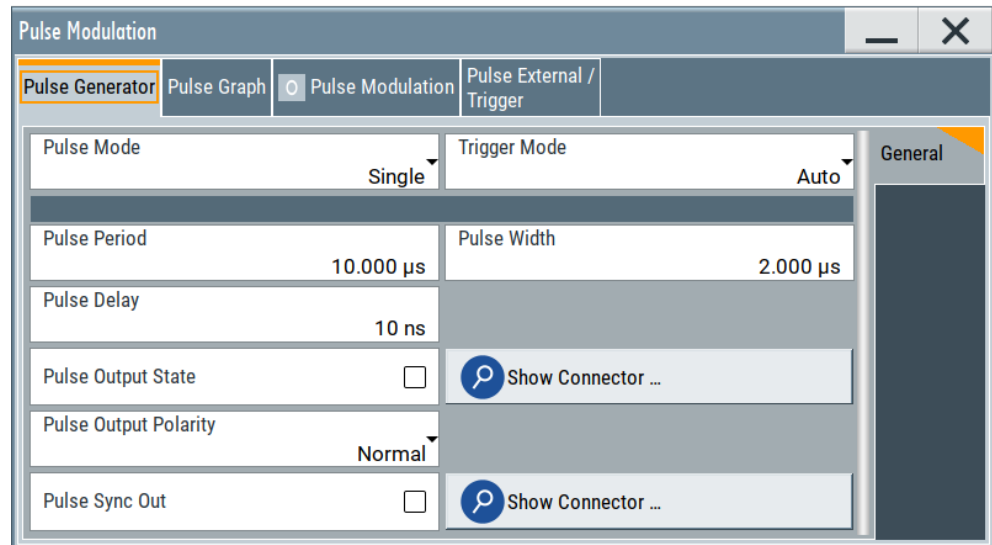 Pulse Modulation
Pulse Generator Pulse Graph O Pulse Modulation Pulse External /
Trigger
Pulse Mode Trigger Mode General
Single Auto
Pulse Period Pulse Width
10.000 µs 2.000 µs
Pulse Delay
10 ns
Pulse Output State Show Connector ...
Pulse Output Polarity
Normal
Pulse Sync Out Show Connector ...